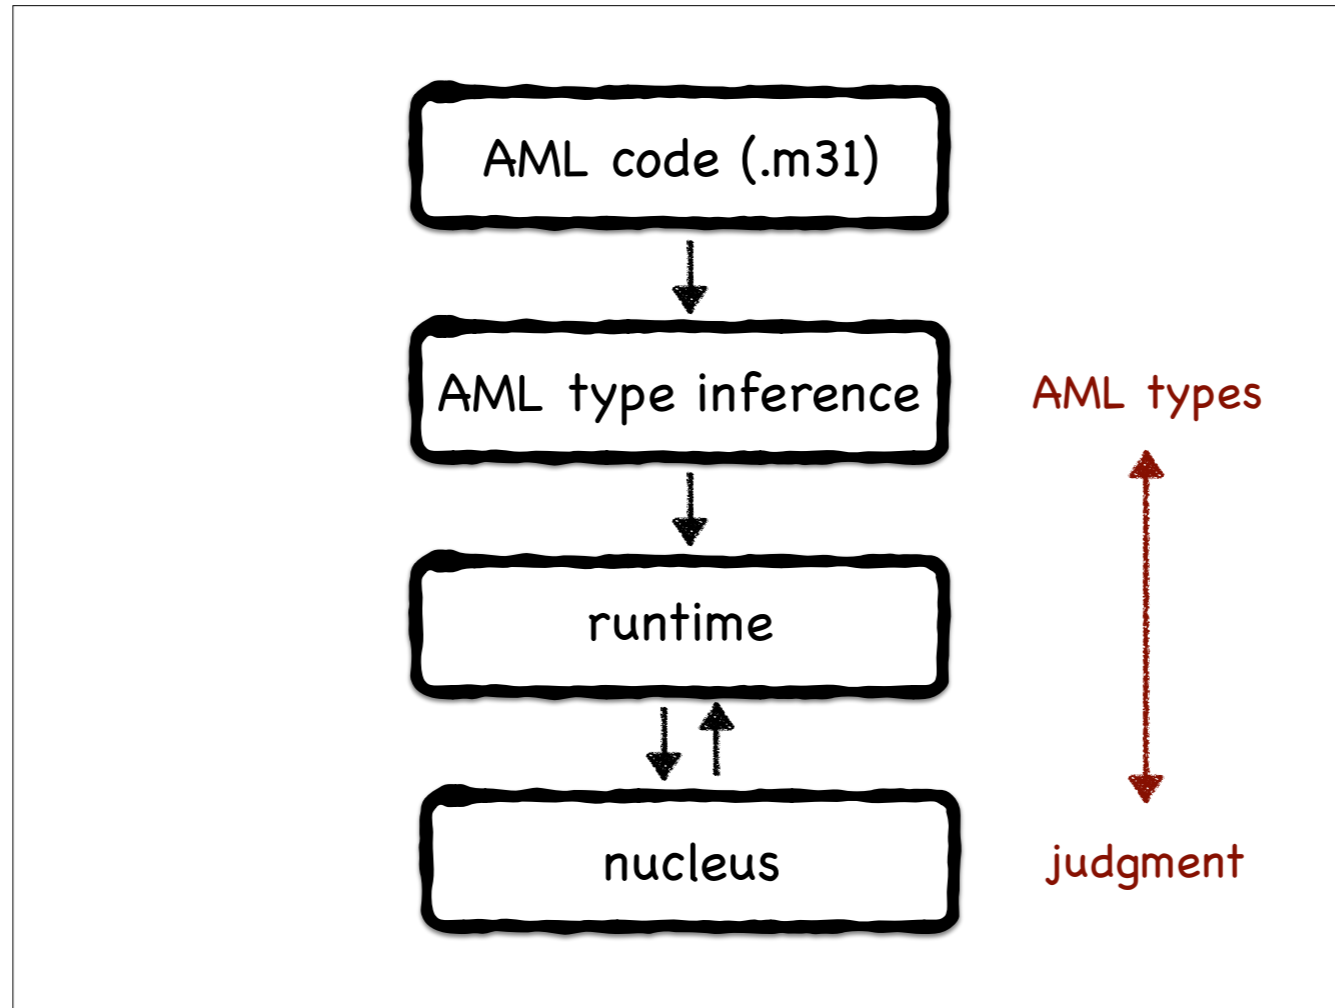 AML code (.m31)
AML type inference
AML types
runtime
nucleus
judgment